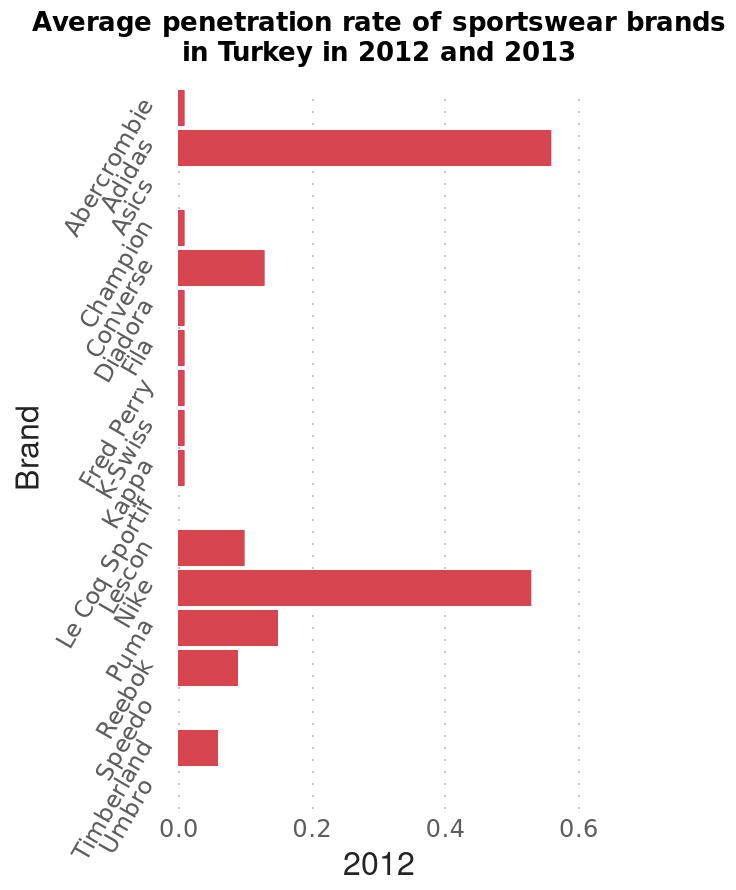 Average penetration rate of sportswear brands
in Turkey in 2012 and 2013
Brand
Abercrombie
Adidas
Asics
Champion
Converse
Diadora
Fila
Fred Perry
K-Swiss
Kappa
Le Coq Sportif
Lescon
Nike
Puma
Reebok
Speedo
Timberland
Umbro
0.0 0.2 0.4 0.6
2012